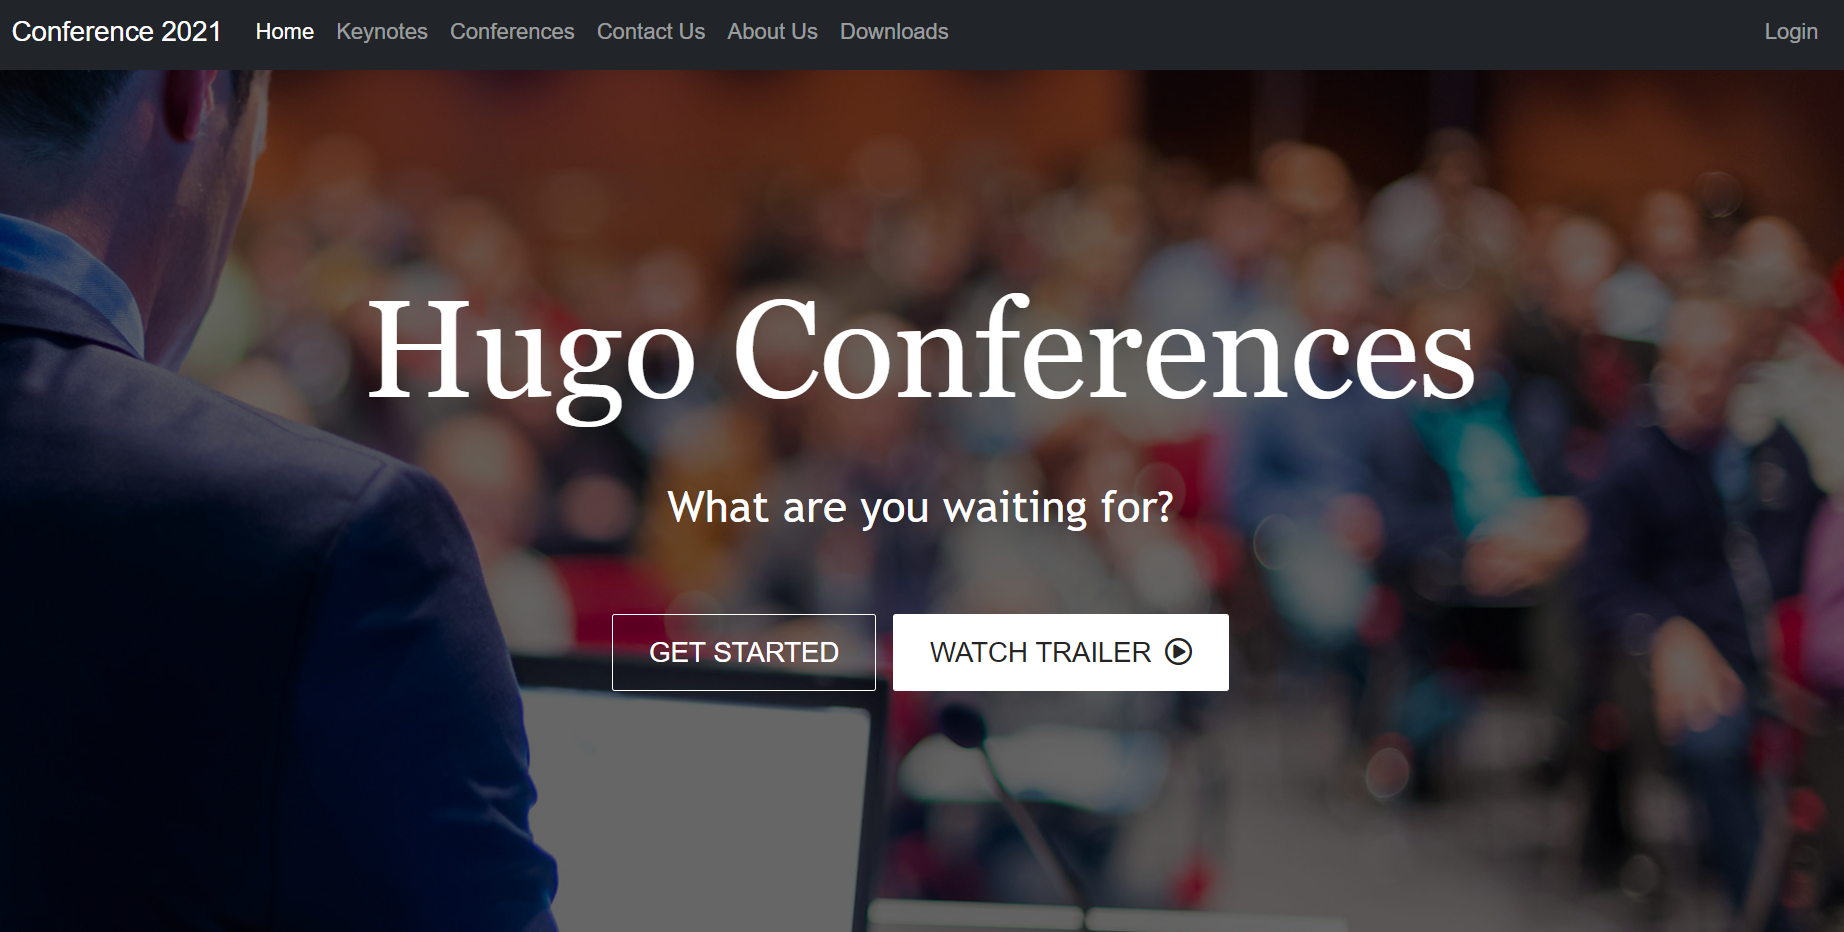 Conference 2021 Home Keynotes Conferences Contact Us About Us Downloads Login
Hugo Conferences
What are you waiting for?
GET STARTED WATCH TRAILER